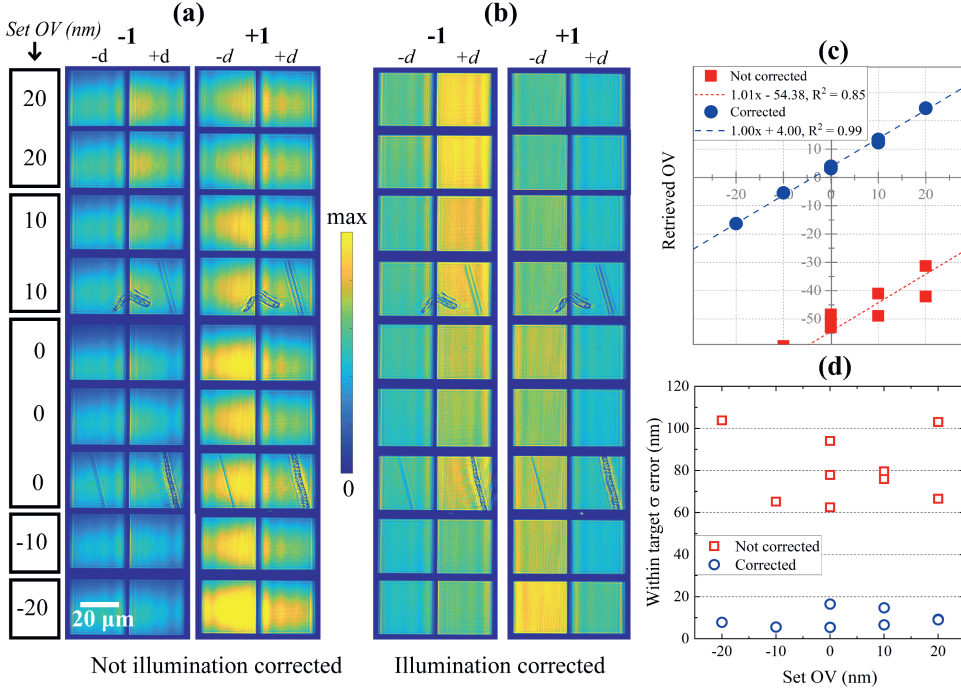 (a)
(b)
Set OV (nm)
-1
+1
-1
+1
-d
+d
-d
+d
-d
+d
-d
+d
20
20
10
10
0
0
0
-10
-20
20 µm
max
0
Not illumination corrected
Illumination corrected
(c)
Not corrected
1.01x - 54.38, R² = 0.85
Corrected
1.00x + 4.00, R² = 0.99
Retrieved OV
10
0
-10
-20
-30
-40
-50
-20
-10
0
10
20
(d)
Within target σ error (nm)
120
100
80
60
40
20
0
Not corrected
Corrected
-20
-10
0
10
20
Set OV (nm)